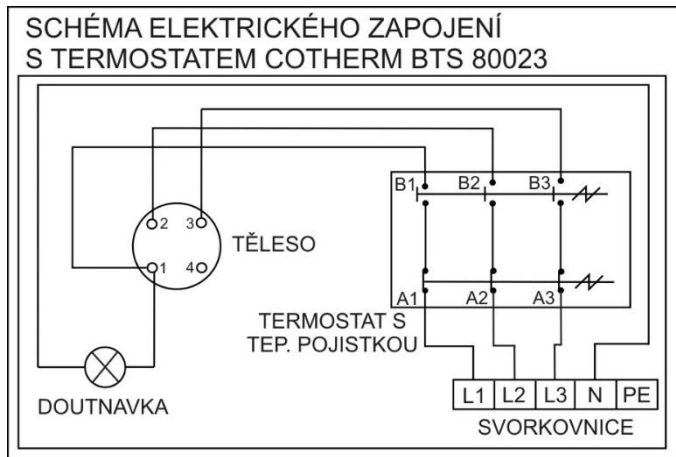 SCHÉMA ELEKTRICKÉHO ZAPOJENÍ
S TERMOSTATEM COTHERM BTS 80023
B1 B2 B3
2 3
TĚLESO
1 4
A1 A2 A3
TERMOSTAT S
TEP. POJISTKOU
L1 L2 L3 N PE
DOUTNAVKA
SVORKOVNICE